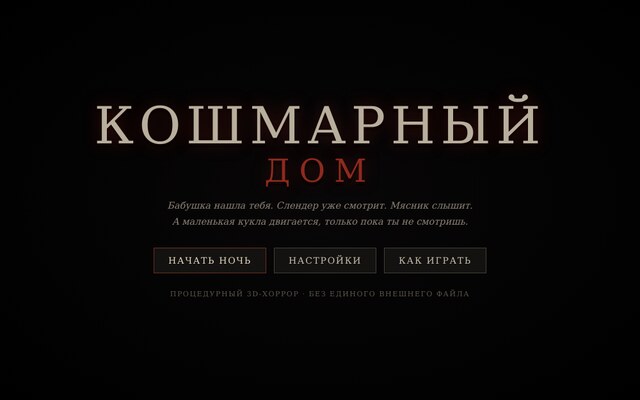 КОШМАРНЫЙ
ДОМ
Бабушка нашла тебя. Слендер уже смотрит. Мясник слышит.
А маленькая кукла двигается, только пока ты не смотришь.
НАЧАТЬ НОЧЬ НАСТРОЙКИ КАК ИГРАТЬ
ПРОЦЕДУРНЫЙ 3D-ХОРРОР · БЕЗ ЕДИНОГО ВНЕШНЕГО ФАЙЛА